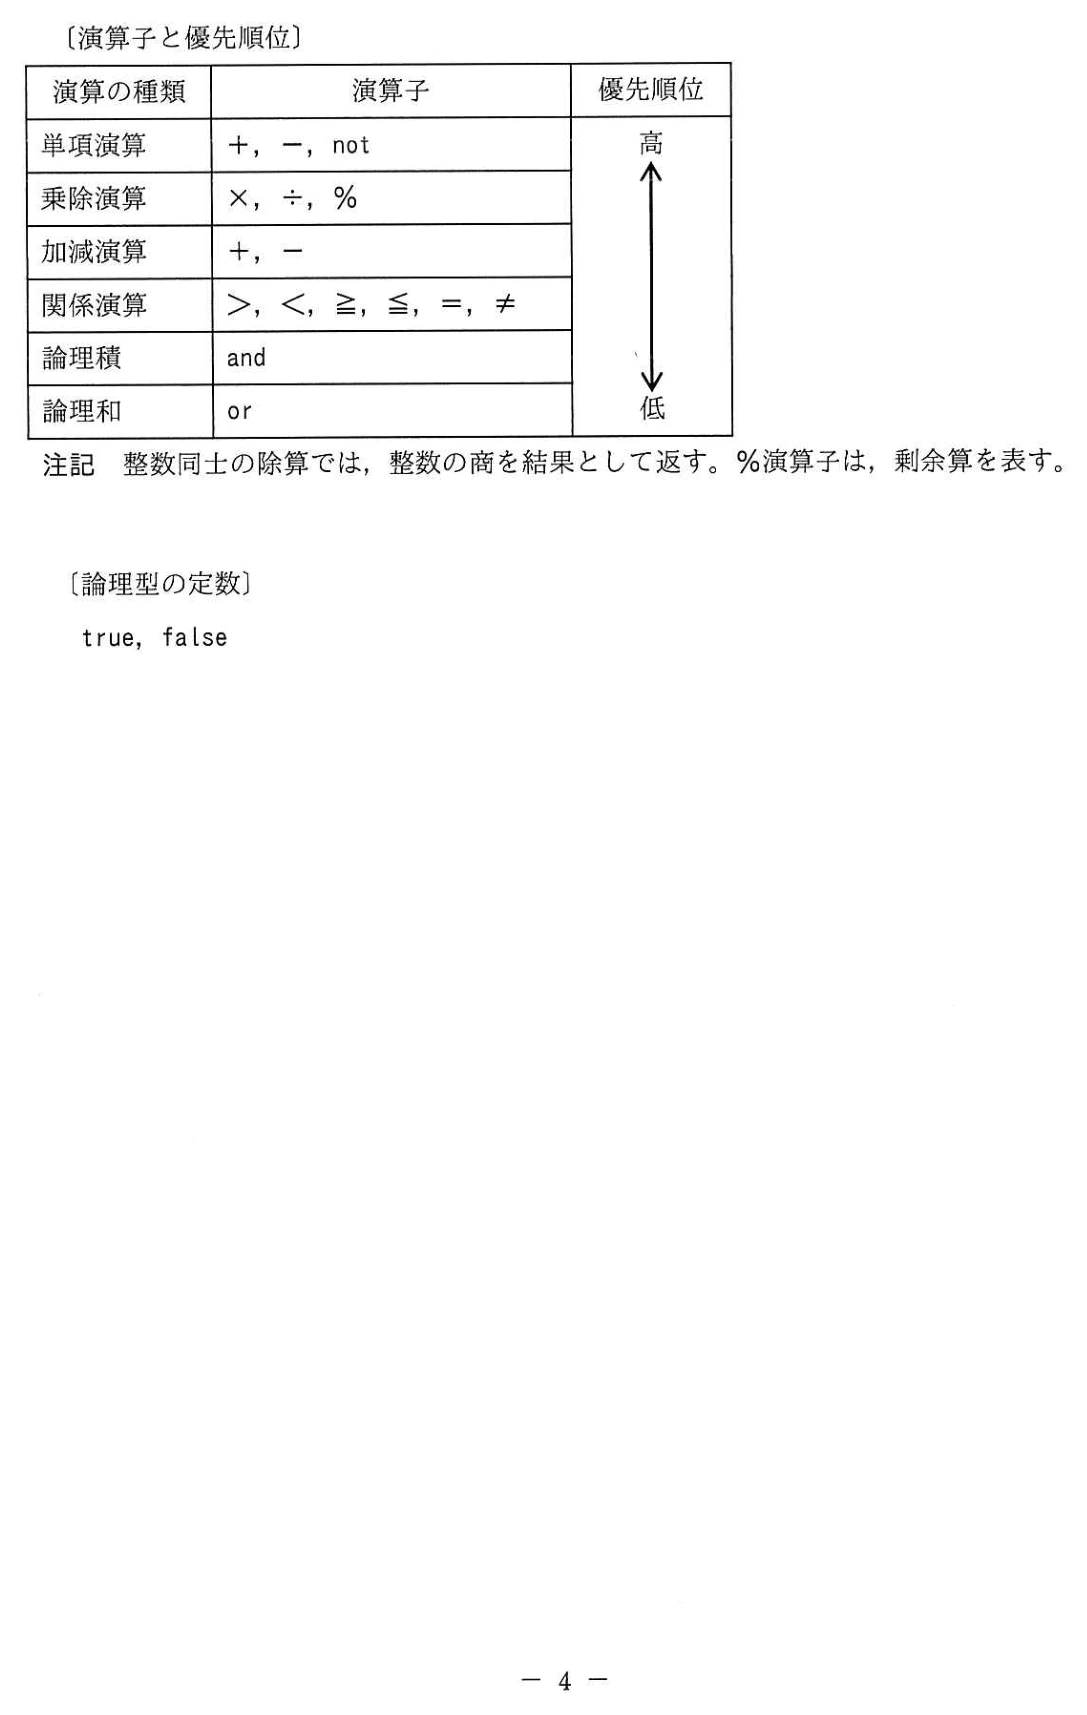 〔演算子と優先順位〕
演算の種類 演算子 優先順位
単項演算 ＋，－，not 高
乗除演算 ×，÷，％
加減演算 ＋，－
関係演算 ＞，＜，≧，≦，＝，≠
論理積 and
論理和 or 低
注記　整数同士の除算では，整数の商を結果として返す。％演算子は，剰余算を表す。
〔論理型の定数〕
true, false
－ 4 －